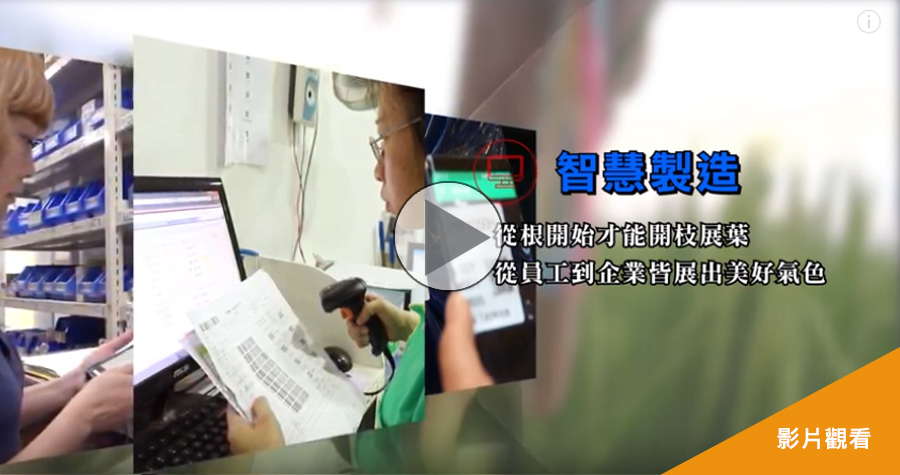 智慧製造
從根開始才能開枝展葉
從員工到企業皆展出美好氣色
影片觀看